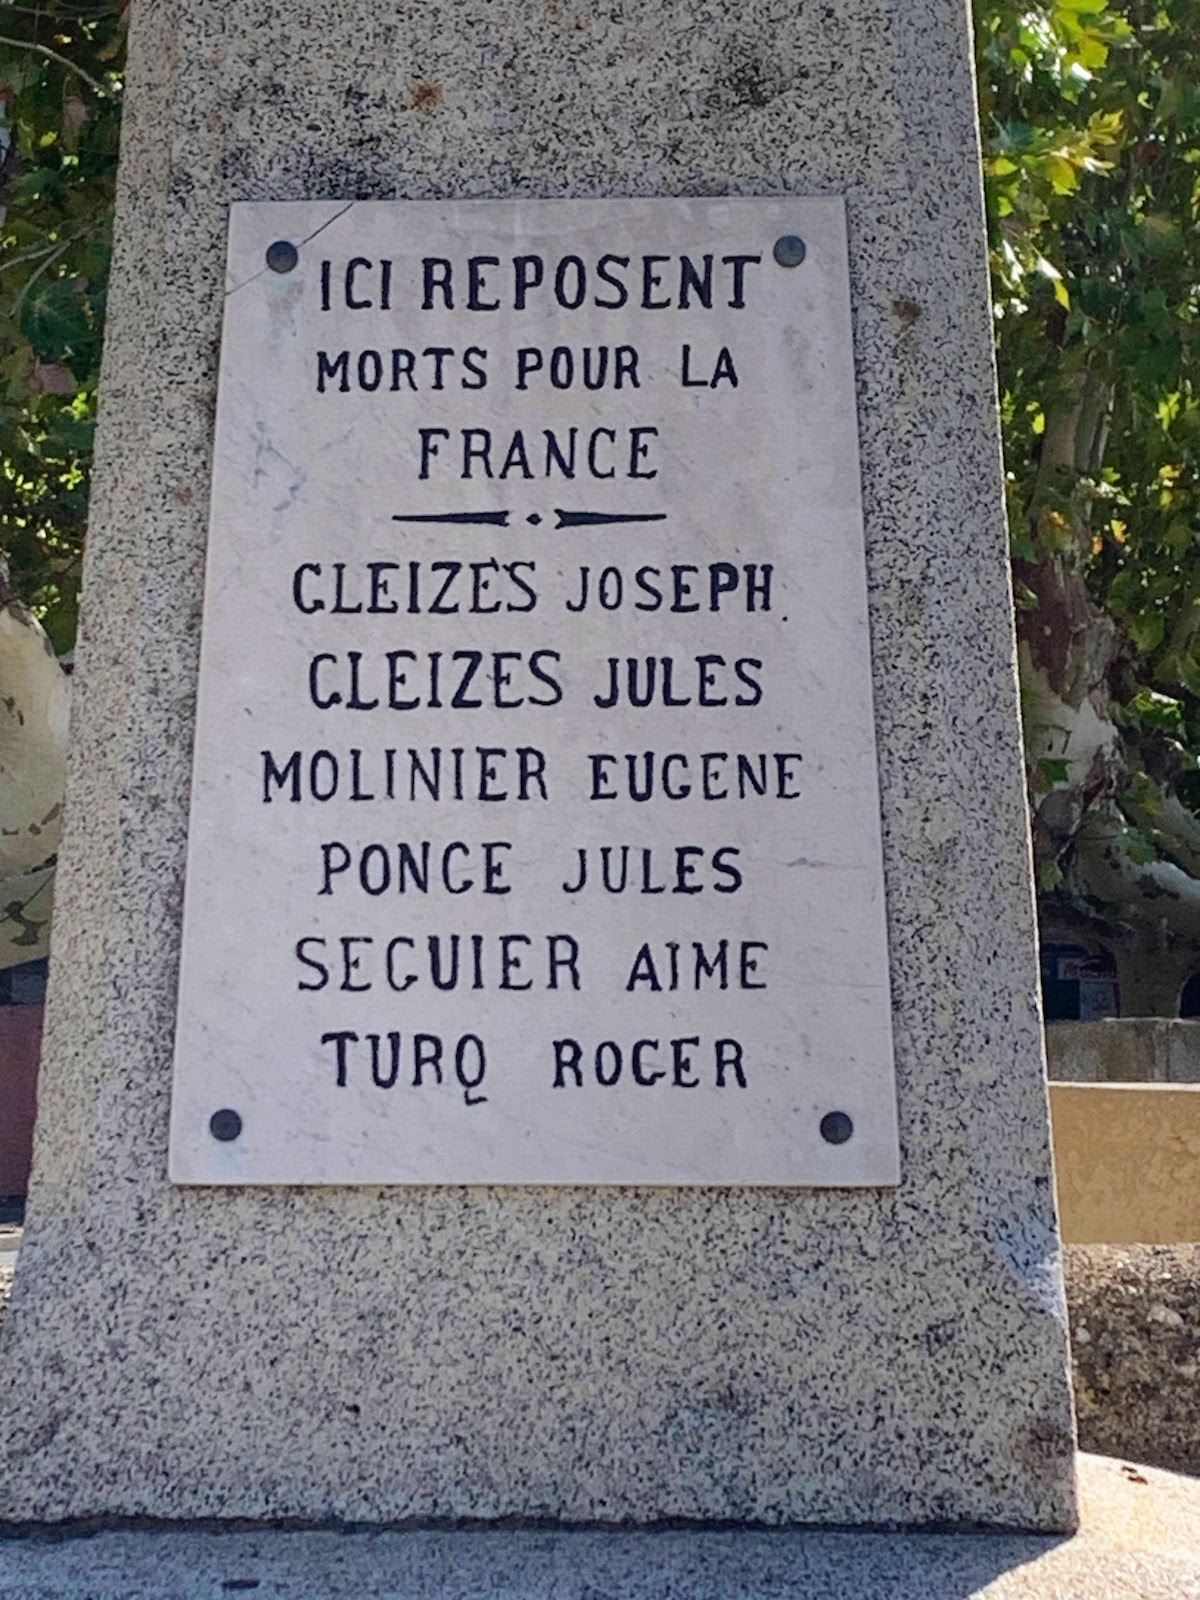 ICI REPOSENT
MORTS POUR LA
FRANCE
CLEIZES JOSEPH
CLEIZES JULES
MOLINIER EUGENE
PONCE JULES
SEGUIER AIME
TURQ ROGER